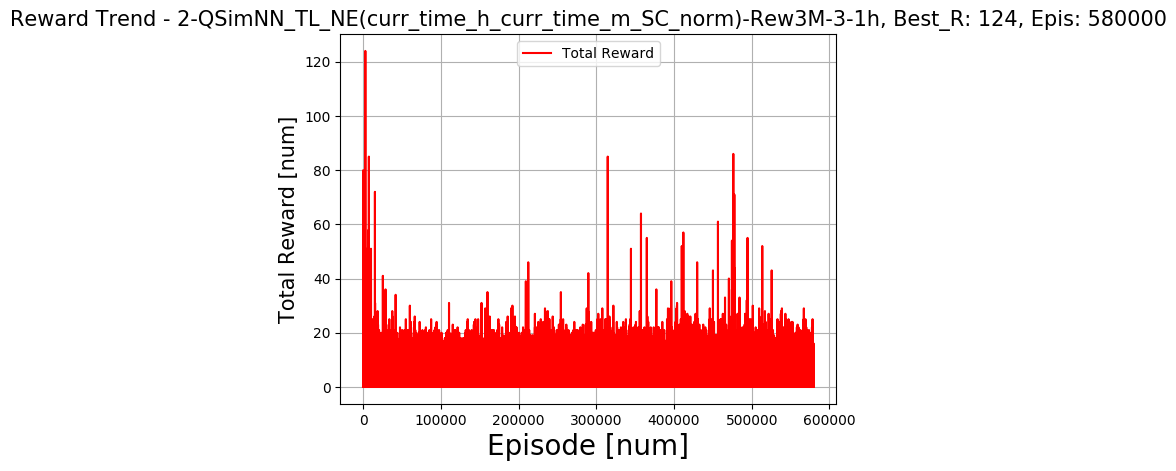 Reward Trend - 2-QSimNN_TL_NE(curr_time_h_curr_time_m_SC_norm)-Rew3M-3-1h, Best_R: 124, Epis: 580000
Total Reward
120
100
80
60
40
20
0
Total Reward [num]
0 100000 200000 300000 400000 500000 600000
Episode [num]